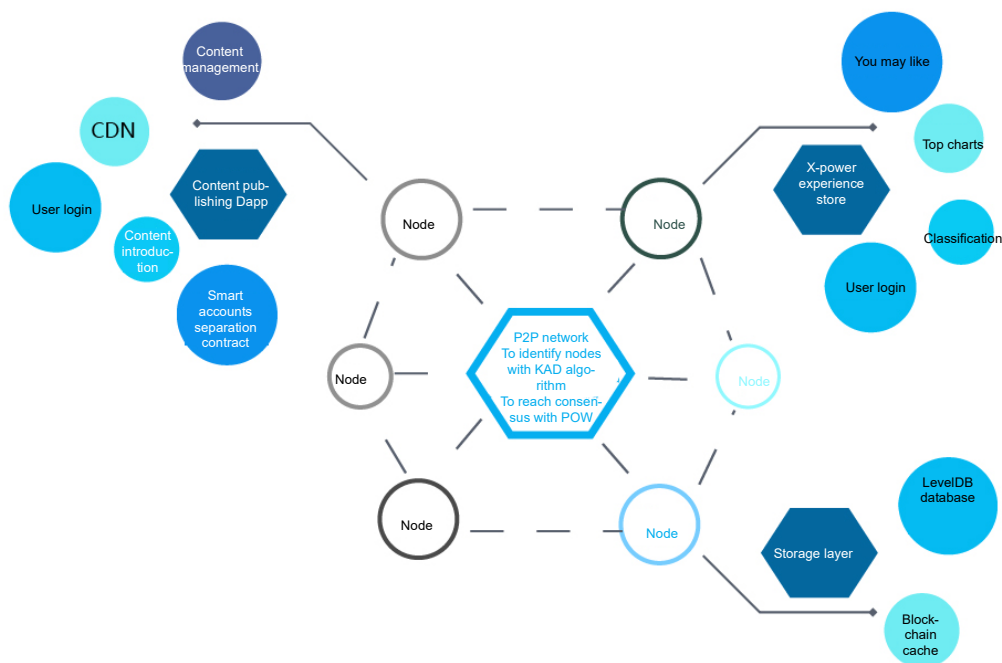 Content
management
CDN
User login
Content pub-
lishing Dapp
Content
introduc-
tion
Smart
accounts
separation
contract
You may like
Top charts
X-power
experience
store
Classification
User login
Node
Node
P2P network
To identify nodes
with KAD algo-
rithm
To reach consen-
sus with POW
Node
Node
Node
Node
LevelDB
database
Storage layer
Block-
chain
cache